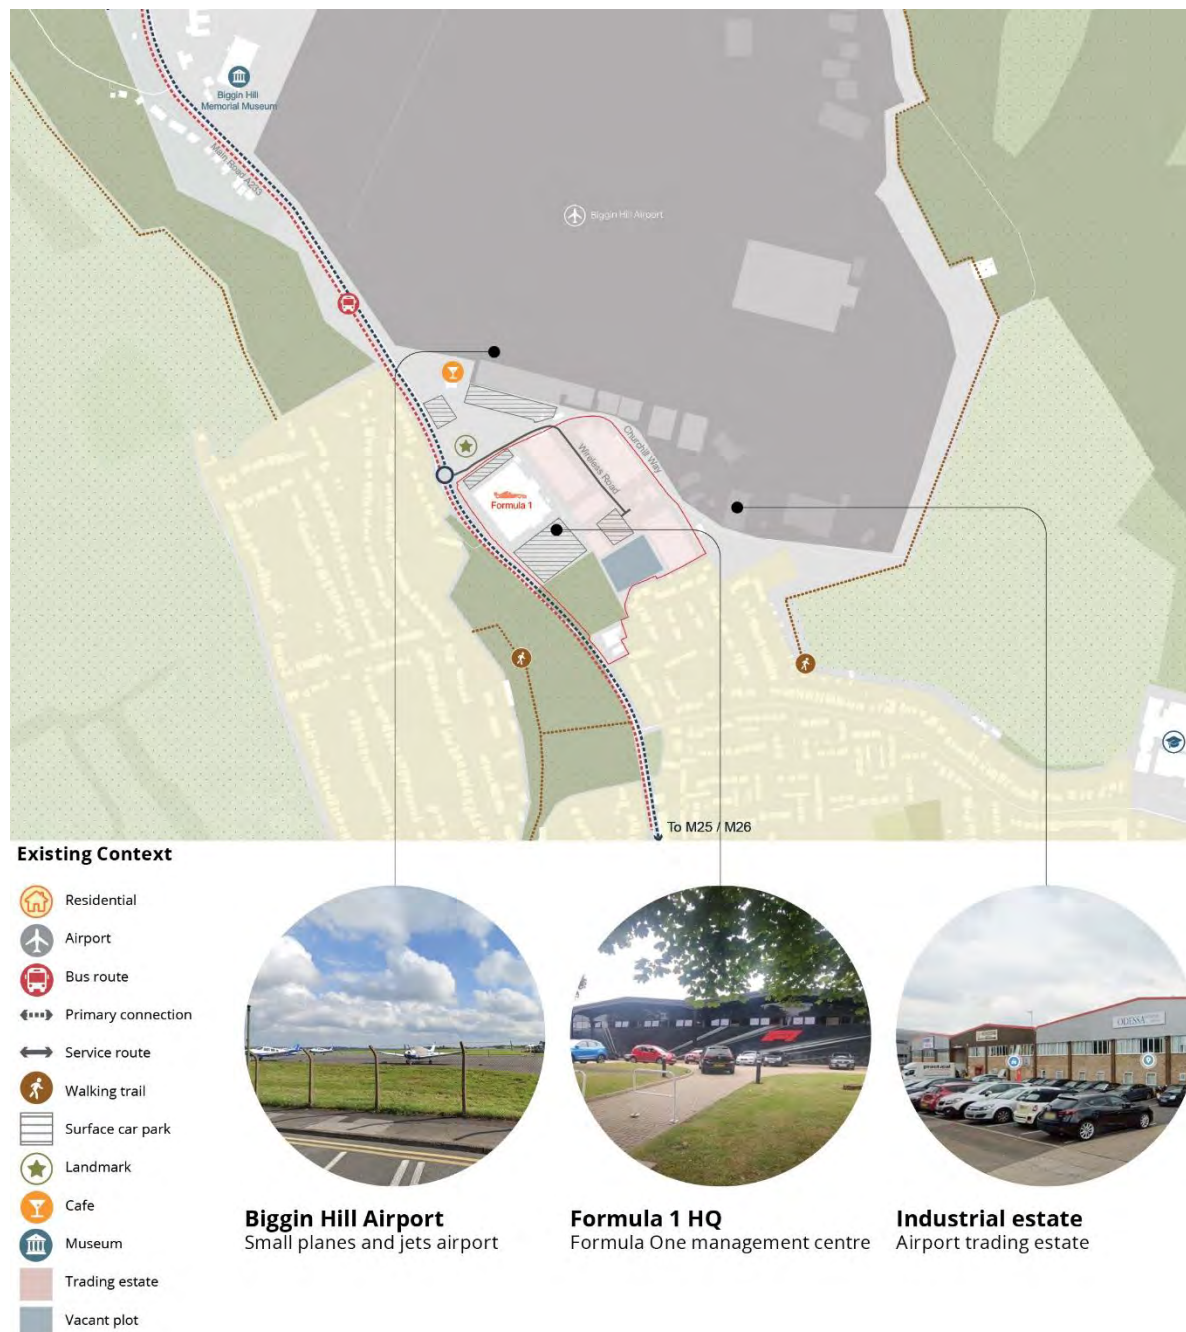 Biggin Hill
Memorial Museum
Main Road A233
Biggin Hill Airport
Churchill Way
Wireless Road
Formula 1
To M25 / M26
Existing Context
Residential
Airport
Bus route
Primary connection
Service route
Walking trail
Surface car park
Landmark
Cafe
Museum
Trading estate
Vacant plot
ODESSA
Biggin Hill Airport
Small planes and jets airport
Formula 1 HQ
Formula One management centre
Industrial estate
Airport trading estate